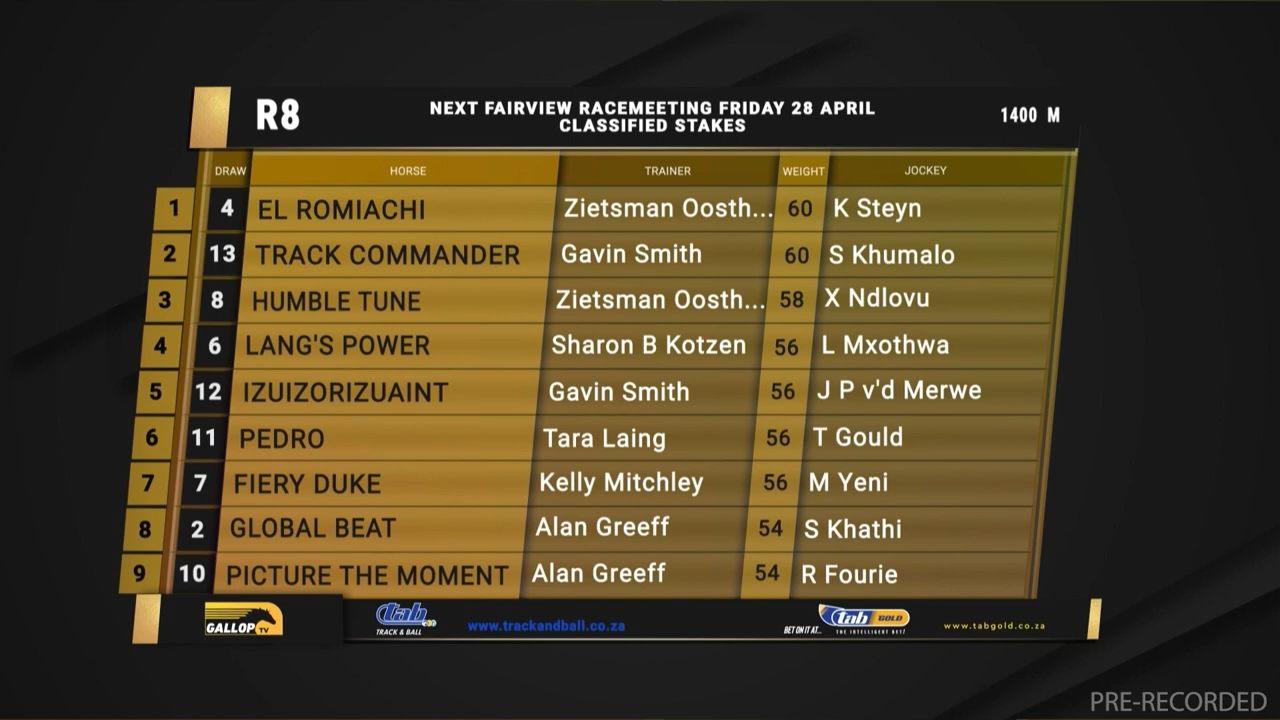 R8
NEXT FAIRVIEW RACEMEETING FRIDAY 28 APRIL
CLASSIFIED STAKES
1400 M
DRAW HORSE TRAINER WEIGHT JOCKEY
1 4 EL ROMIACHI Zietsman Oosth... 60 K Steyn
2 13 TRACK COMMANDER Gavin Smith 60 S Khumalo
3 8 HUMBLE TUNE Zietsman Oosth... 58 X Ndlovu
4 6 LANG'S POWER Sharon B Kotzen 56 L Mxothwa
5 12 IZUIZORIZUAINT Gavin Smith 56 J P v'd Merwe
6 11 PEDRO Tara Laing 56 T Gould
7 7 FIERY DUKE Kelly Mitchley 56 M Yeni
8 2 GLOBAL BEAT Alan Greeff 54 S Khathi
9 10 PICTURE THE MOMENT Alan Greeff 54 R Fourie
GALLOP TV
tab
TRACK & BALL
www.trackandball.co.za
BET ON IT AT...
tab GOLD
THE INTELLIGENT BET!
www.tabgold.co.za
PRE-RECORDED